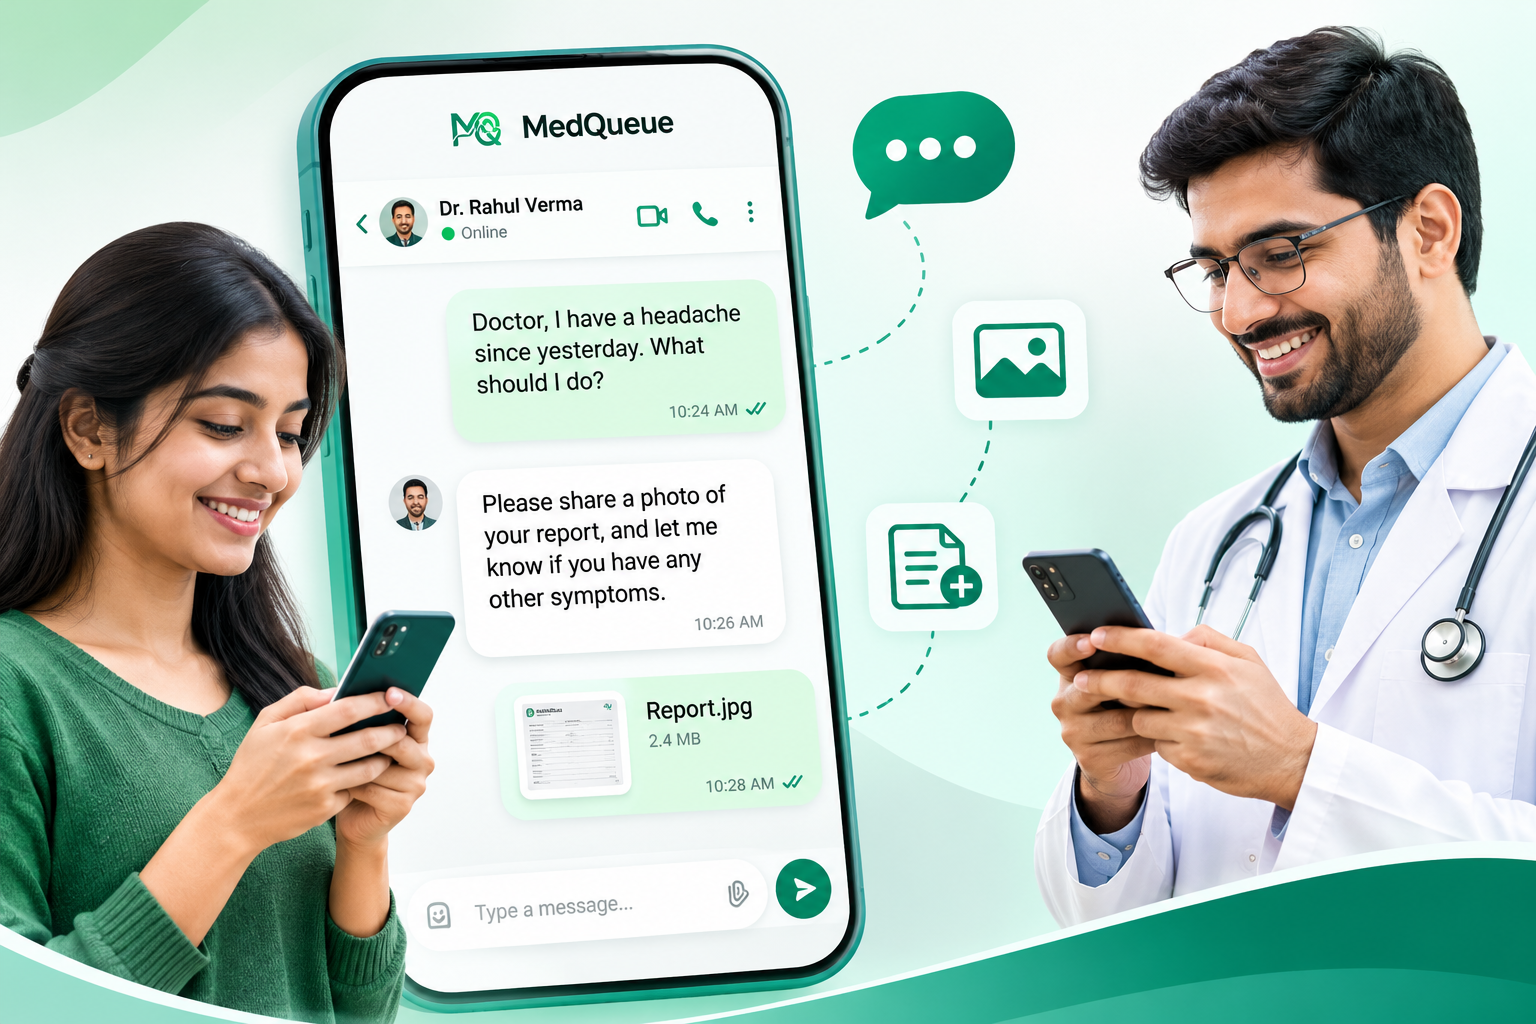 MQ MedQueue
Dr. Rahul Verma
Online
Doctor, I have a headache
since yesterday. What
should I do?
10:24 AM
Please share a photo of
your report, and let me
know if you have any
other symptoms.
10:26 AM
Report.jpg
2.4 MB
10:28 AM
Type a message...